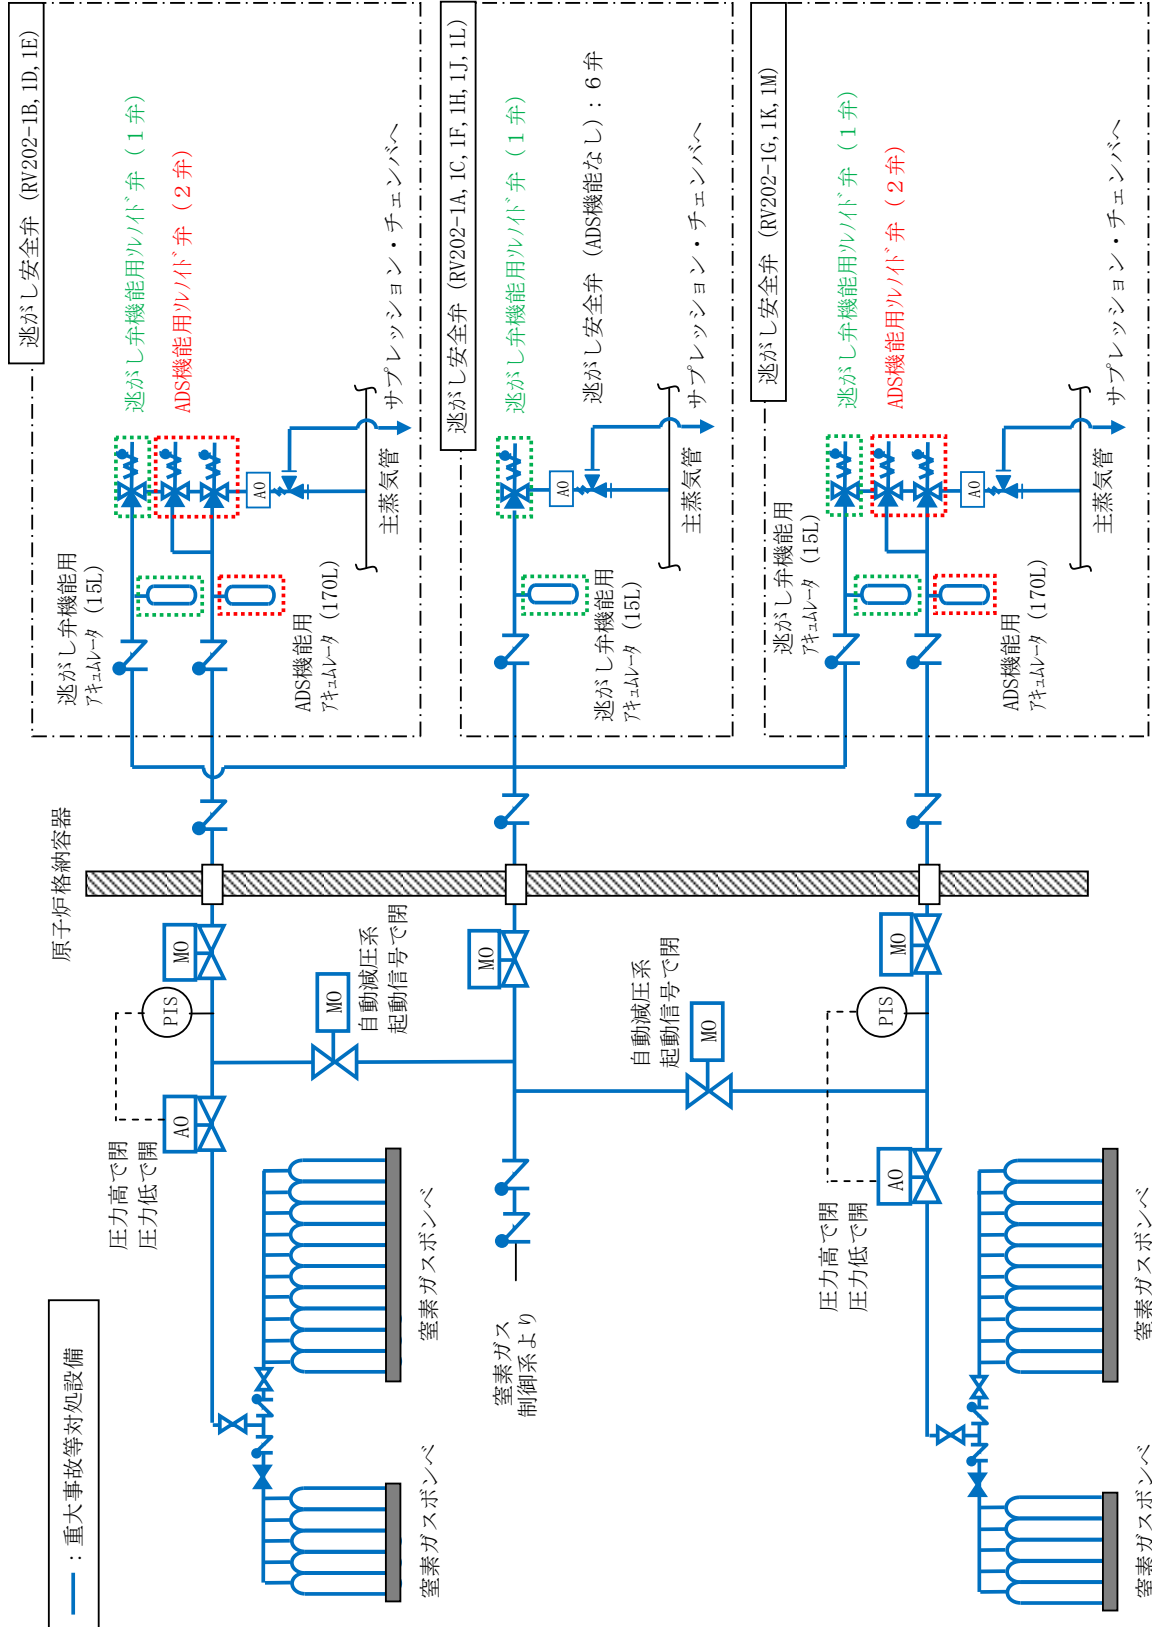 逃がし安全弁 (RV202-1B, 1D, 1E)
逃がし弁機能用ｿﾚﾉｲﾄﾞ弁 (１弁)
ADS機能用ｿﾚﾉｲﾄﾞ弁 (２弁)
サプレッション・チェンバへ
主蒸気管
AO
逃がし弁機能用
ｱｷｭﾑﾚｰﾀ (15L)
ADS機能用
ｱｷｭﾑﾚｰﾀ (170L)
逃がし安全弁 (RV202-1A, 1C, 1F, 1H, 1J, 1L)
逃がし弁機能用ｿﾚﾉｲﾄﾞ弁 (１弁)
逃がし安全弁 (ADS機能なし) : ６弁
サプレッション・チェンバへ
主蒸気管
AO
逃がし弁機能用
ｱｷｭﾑﾚｰﾀ (15L)
逃がし安全弁 (RV202-1G, 1K, 1M)
逃がし弁機能用ｿﾚﾉｲﾄﾞ弁 (１弁)
ADS機能用ｿﾚﾉｲﾄﾞ弁 (２弁)
サプレッション・チェンバへ
主蒸気管
AO
逃がし弁機能用
ｱｷｭﾑﾚｰﾀ (15L)
ADS機能用
ｱｷｭﾑﾚｰﾀ (170L)
原子炉格納容器
MO
PIS
MO
自動減圧系
起動信号で閉
AO
圧力高で閉
圧力低で開
MO
MO
自動減圧系
起動信号で閉
MO
PIS
AO
圧力高で閉
圧力低で開
窒素ガスボンベ
窒素ガスボンベ
窒素ガス
制御系より
窒素ガスボンベ
窒素ガスボンベ
: 重大事故等対処設備